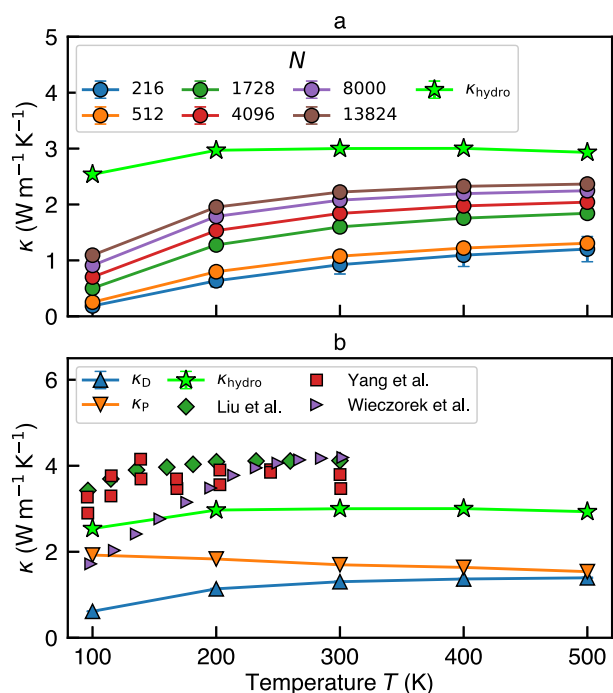 a
κ (W m⁻¹ K⁻¹)
5
4
3
2
1
0
N
216 1728 8000 κhydro
512 4096 13824
b
κ (W m⁻¹ K⁻¹)
6
4
2
0
κD κhydro Yang et al.
κP Liu et al. Wieczorek et al.
100 200 300 400 500
Temperature T (K)